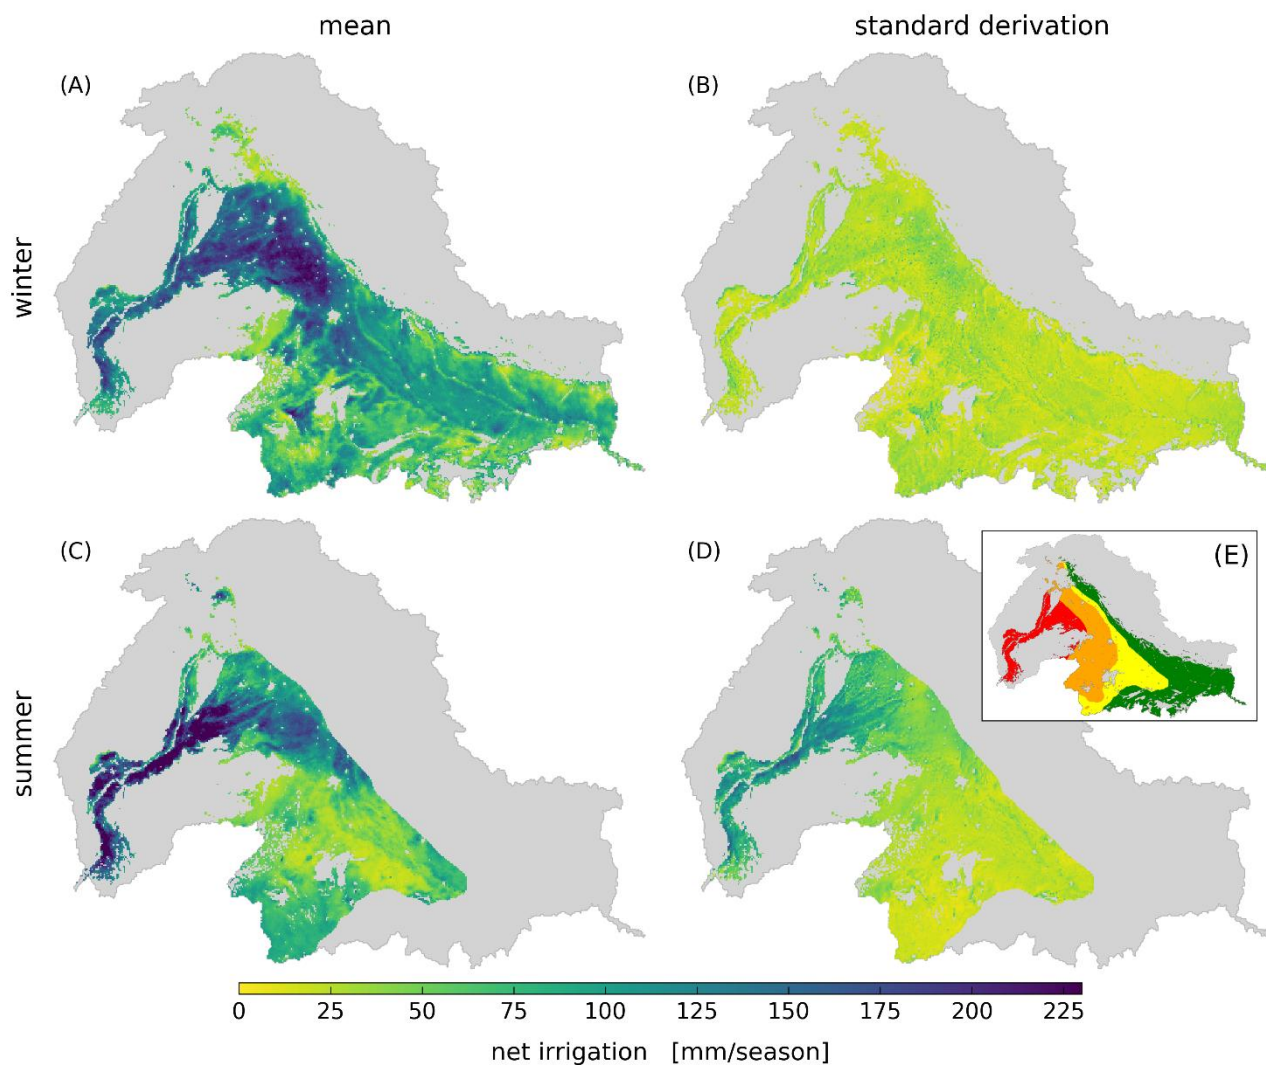 mean
standard derivation
(A)
(B)
winter
(C)
(D)
(E)
summer
0 25 50 75 100 125 150 175 200 225
net irrigation [mm/season]